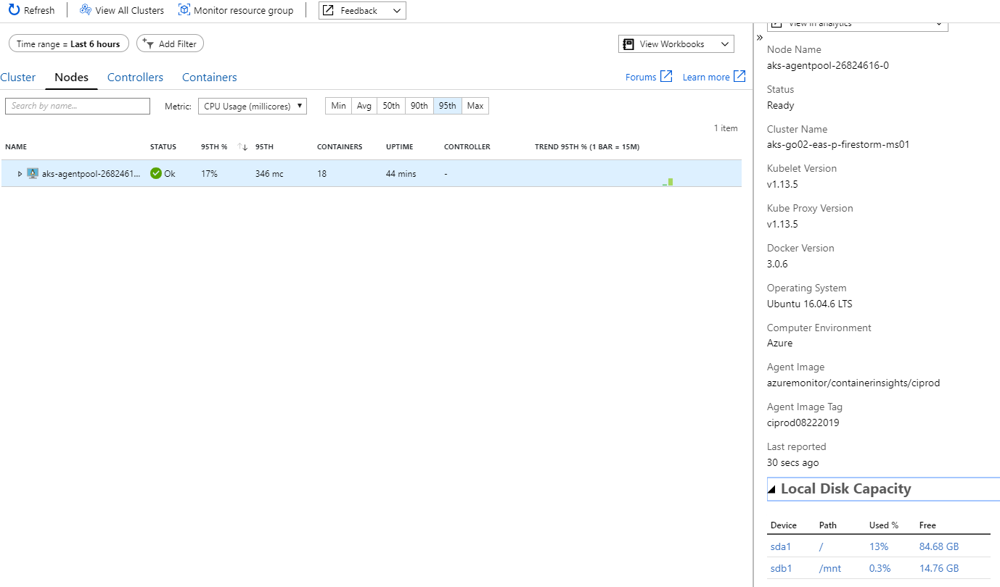 Refresh View All Clusters Monitor resource group Feedback
View in analytics
Time range = Last 6 hours Add Filter View Workbooks
Cluster Nodes Controllers Containers Forums Learn more
Search by name... Metric: CPU Usage (millicores) Min Avg 50th 90th 95th Max
1 item
NAME STATUS 95TH % 95TH CONTAINERS UPTIME CONTROLLER TREND 95TH % (1 BAR = 15M)
aks-agentpool-2682461... Ok 17% 346 mc 18 44 mins -
Node Name
aks-agentpool-26824616-0
Status
Ready
Cluster Name
aks-go02-eas-p-firestorm-ms01
Kubelet Version
v1.13.5
Kube Proxy Version
v1.13.5
Docker Version
3.0.6
Operating System
Ubuntu 16.04.6 LTS
Computer Environment
Azure
Agent Image
azuremonitor/containerinsights/ciprod
Agent Image Tag
ciprod08222019
Last reported
30 secs ago
Local Disk Capacity
Device Path Used % Free
sda1 / 13% 84.68 GB
sdb1 /mnt 0.3% 14.76 GB